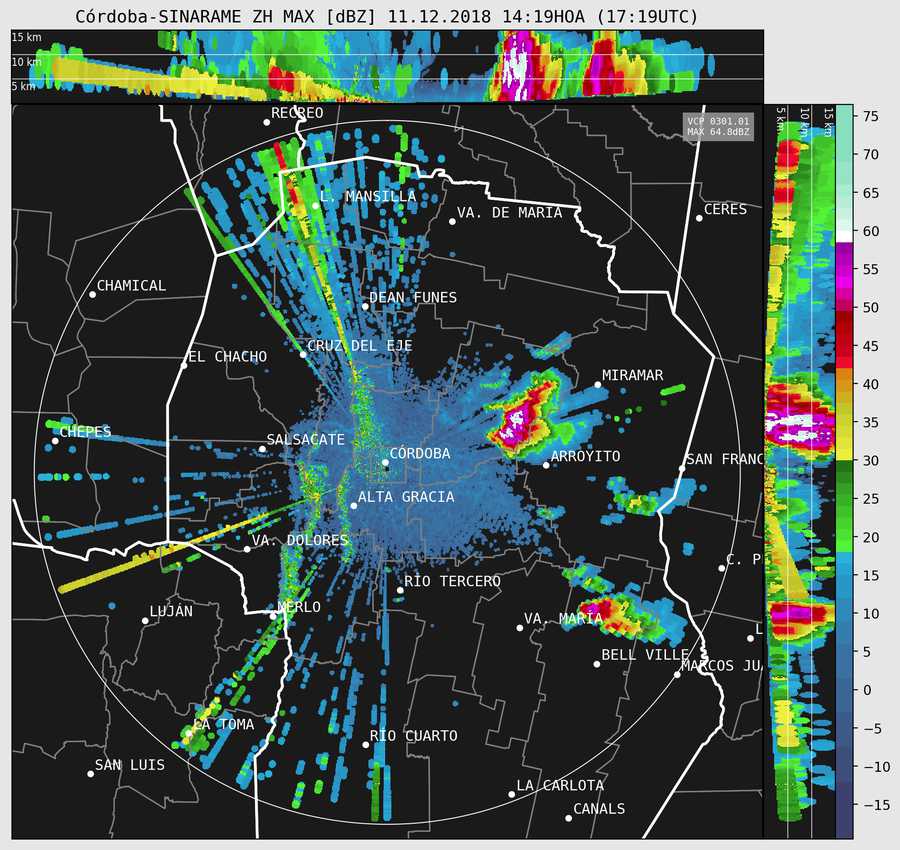 Córdoba-SINARAME ZH MAX [dBZ] 11.12.2018 14:19HOA (17:19UTC)
15 km
10 km
5 km
5 km
10 km
15 km
VCP 0301.01
MAX 64.8dBZ
RECREO
L. MANSILLA
VA. DE MARIA
CERES
CHAMICAL
DEAN FUNES
CRUZ DEL EJE
EL CHACHO
MIRAMAR
CHEPES
SALSACATE
CÓRDOBA
ARROYITO
SAN FRANC
ALTA GRACIA
VA. DOLORES
C. P
RÍO TERCERO
LUJÁN
MERLO
VA. MARÍA
L
BELL VILLE
MARCOS JU
LA TOMA
RÍO CUARTO
SAN LUIS
LA CARLOTA
CANALS
75
70
65
60
55
50
45
40
35
30
25
20
15
10
5
0
−5
−10
−15